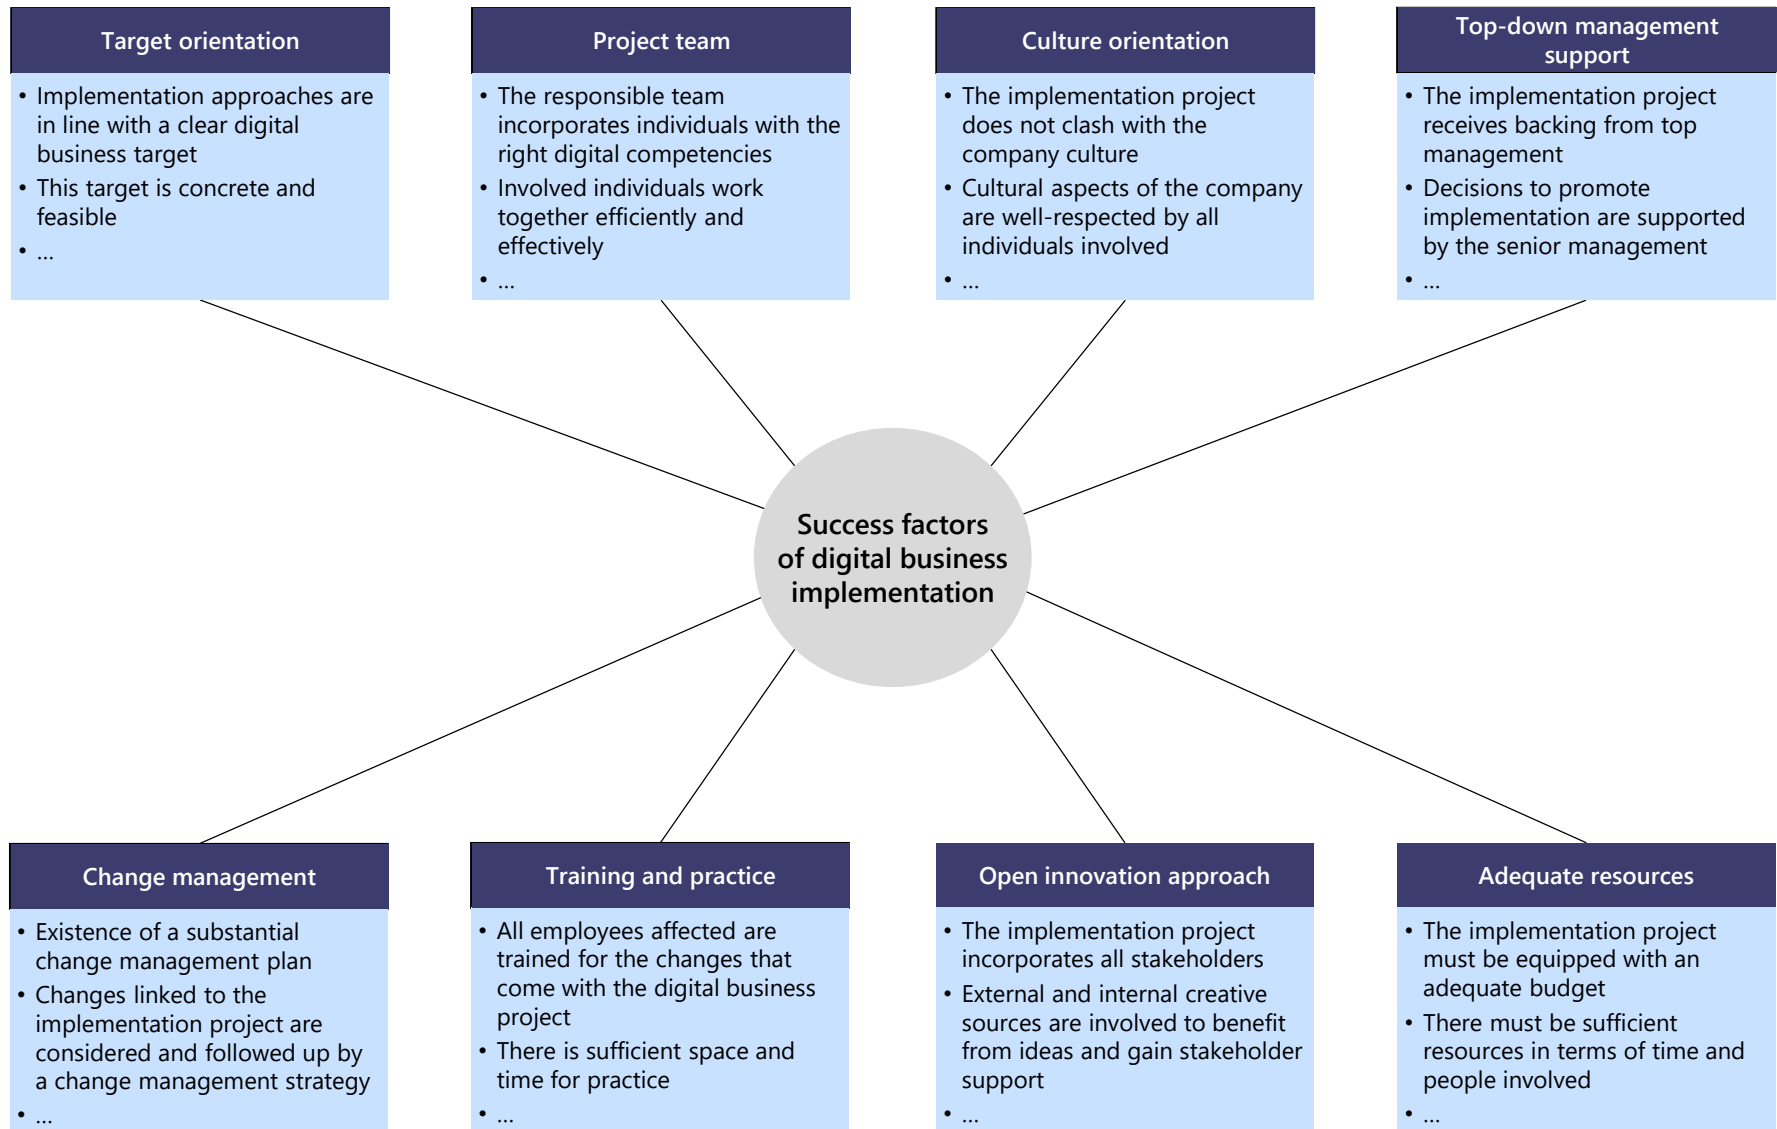 Target orientation
• Implementation approaches are
in line with a clear digital
business target
• This target is concrete and
feasible
• ...
Project team
• The responsible team
incorporates individuals with the
right digital competencies
• Involved individuals work
together efficiently and
effectively
• ...
Culture orientation
• The implementation project
does not clash with the
company culture
• Cultural aspects of the company
are well-respected by all
individuals involved
• ...
Top-down management
support
• The implementation project
receives backing from top
management
• Decisions to promote
implementation are supported
by the senior management
• ...
Success factors
of digital business
implementation
Change management
• Existence of a substantial
change management plan
• Changes linked to the
implementation project are
considered and followed up by
a change management strategy
• ...
Training and practice
• All employees affected are
trained for the changes that
come with the digital business
project
• There is sufficient space and
time for practice
• ...
Open innovation approach
• The implementation project
incorporates all stakeholders
• External and internal creative
sources are involved to benefit
from ideas and gain stakeholder
support
• ...
Adequate resources
• The implementation project
must be equipped with an
adequate budget
• There must be sufficient
resources in terms of time and
people involved
• ...